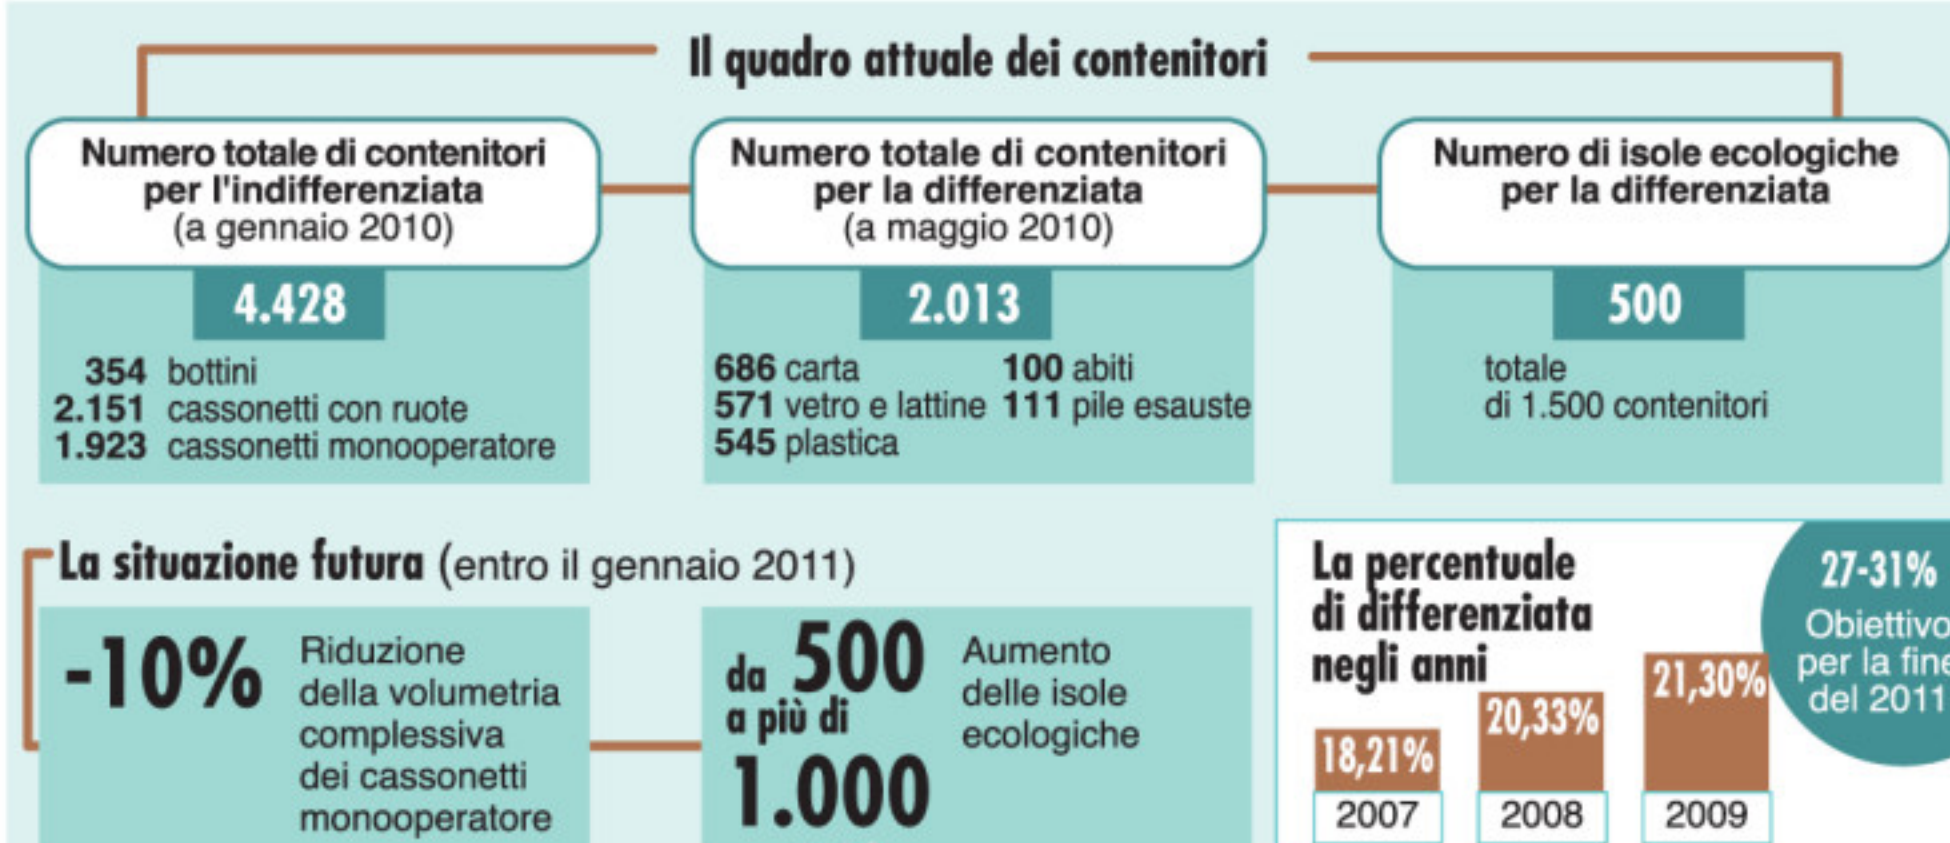 Il quadro attuale dei contenitori
Numero totale di contenitori
per l'indifferenziata
(a gennaio 2010)
4.428
354 bottini
2.151 cassonetti con ruote
1.923 cassonetti monooperatore
Numero totale di contenitori
per la differenziata
(a maggio 2010)
2.013
686 carta
571 vetro e lattine
545 plastica
100 abiti
111 pile esauste
Numero di isole ecologiche
per la differenziata
500
totale
di 1.500 contenitori
La situazione futura (entro il gennaio 2011)
-10%
Riduzione
della volumetria
complessiva
dei cassonetti
monooperatore
da 500
a più di
1.000
Aumento
delle isole
ecologiche
La percentuale
di differenziata
negli anni
18,21%
2007
20,33%
2008
21,30%
2009
27-31%
Obiettivo
per la fine
del 2011